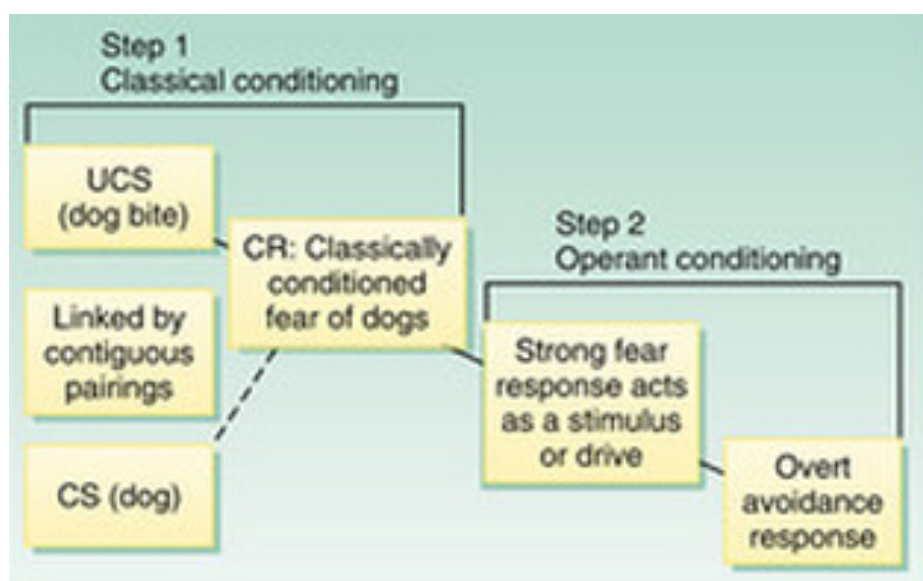 Step 1
Classical conditioning
UCS
(dog bite)
CR: Classically
conditioned
fear of dogs
Linked by
contiguous
pairings
CS (dog)
Step 2
Operant conditioning
Strong fear
response acts
as a stimulus
or drive
Overt
avoidance
response